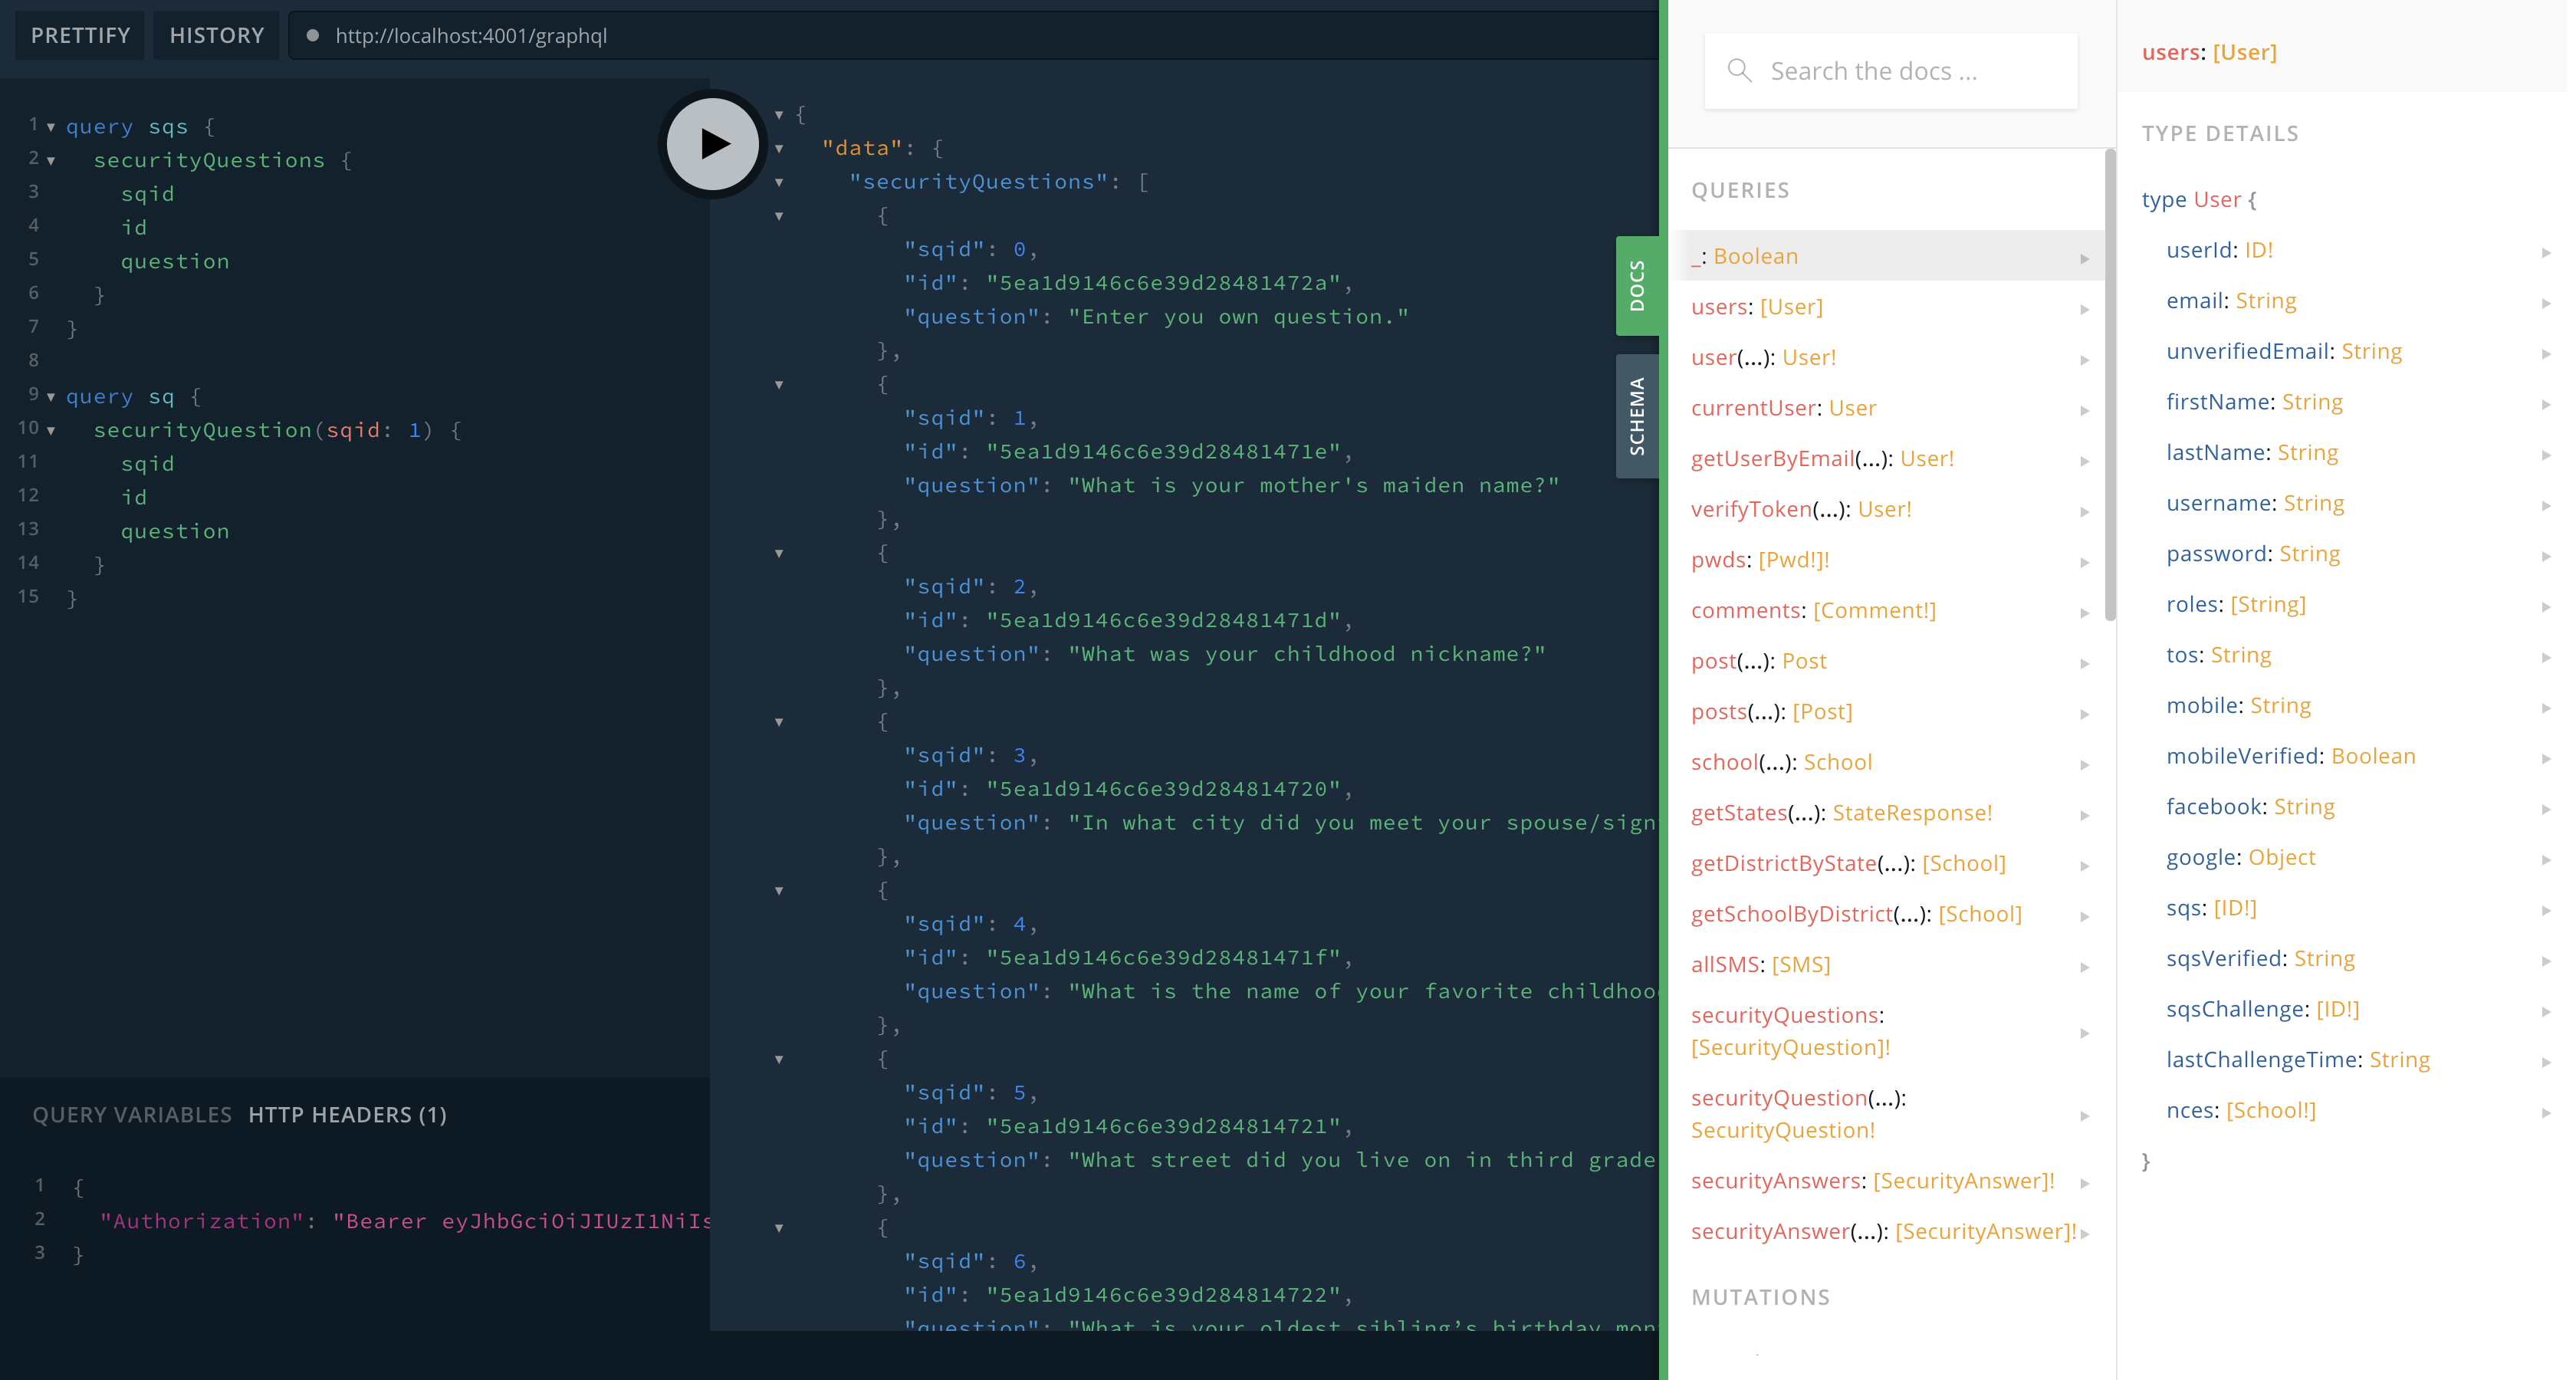 PRETTIFY HISTORY http://localhost:4001/graphql
1 query sqs {
2 securityQuestions {
3 sqid
4 id
5 question
6 }
7 }
8
9 query sq {
10 securityQuestion(sqid: 1) {
11 sqid
12 id
13 question
14 }
15 }
QUERY VARIABLES HTTP HEADERS (1)
1 {
2 "Authorization": "Bearer eyJhbGciOiJIUzI1NiIs
3 }
{
"data": {
"securityQuestions": [
{
"sqid": 0,
"id": "5ea1d9146c6e39d28481472a",
"question": "Enter you own question."
},
{
"sqid": 1,
"id": "5ea1d9146c6e39d28481471e",
"question": "What is your mother's maiden name?"
},
{
"sqid": 2,
"id": "5ea1d9146c6e39d28481471d",
"question": "What was your childhood nickname?"
},
{
"sqid": 3,
"id": "5ea1d9146c6e39d284814720",
"question": "In what city did you meet your spouse/sign
},
{
"sqid": 4,
"id": "5ea1d9146c6e39d28481471f",
"question": "What is the name of your favorite childhoo
},
{
"sqid": 5,
"id": "5ea1d9146c6e39d284814721",
"question": "What street did you live on in third grade
},
{
"sqid": 6,
"id": "5ea1d9146c6e39d284814722",
"question": "What is your oldest sibling’s birthday mon
DOCS
SCHEMA
Search the docs ...
QUERIES
_: Boolean
users: [User]
user(...): User!
currentUser: User
getUserByEmail(...): User!
verifyToken(...): User!
pwds: [Pwd!]!
comments: [Comment!]
post(...): Post
posts(...): [Post]
school(...): School
getStates(...): StateResponse!
getDistrictByState(...): [School]
getSchoolByDistrict(...): [School]
allSMS: [SMS]
securityQuestions:
[SecurityQuestion]!
securityQuestion(...):
SecurityQuestion!
securityAnswers: [SecurityAnswer]!
securityAnswer(...): [SecurityAnswer]!
MUTATIONS
users: [User]
TYPE DETAILS
type User {
userId: ID!
email: String
unverifiedEmail: String
firstName: String
lastName: String
username: String
password: String
roles: [String]
tos: String
mobile: String
mobileVerified: Boolean
facebook: String
google: Object
sqs: [ID!]
sqsVerified: String
sqsChallenge: [ID!]
lastChallengeTime: String
nces: [School!]
}